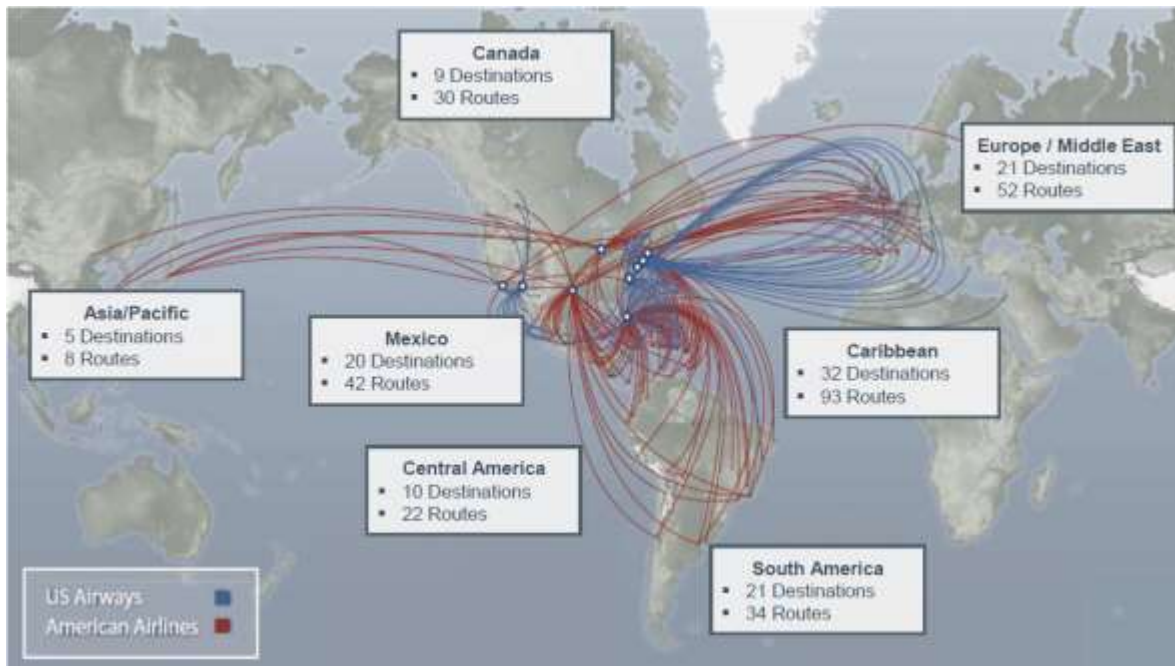 Canada
▪ 9 Destinations
▪ 30 Routes
Europe / Middle East
▪ 21 Destinations
▪ 52 Routes
Asia/Pacific
▪ 5 Destinations
▪ 8 Routes
Mexico
▪ 20 Destinations
▪ 42 Routes
Caribbean
▪ 32 Destinations
▪ 93 Routes
Central America
▪ 10 Destinations
▪ 22 Routes
South America
▪ 21 Destinations
▪ 34 Routes
US Airways
American Airlines